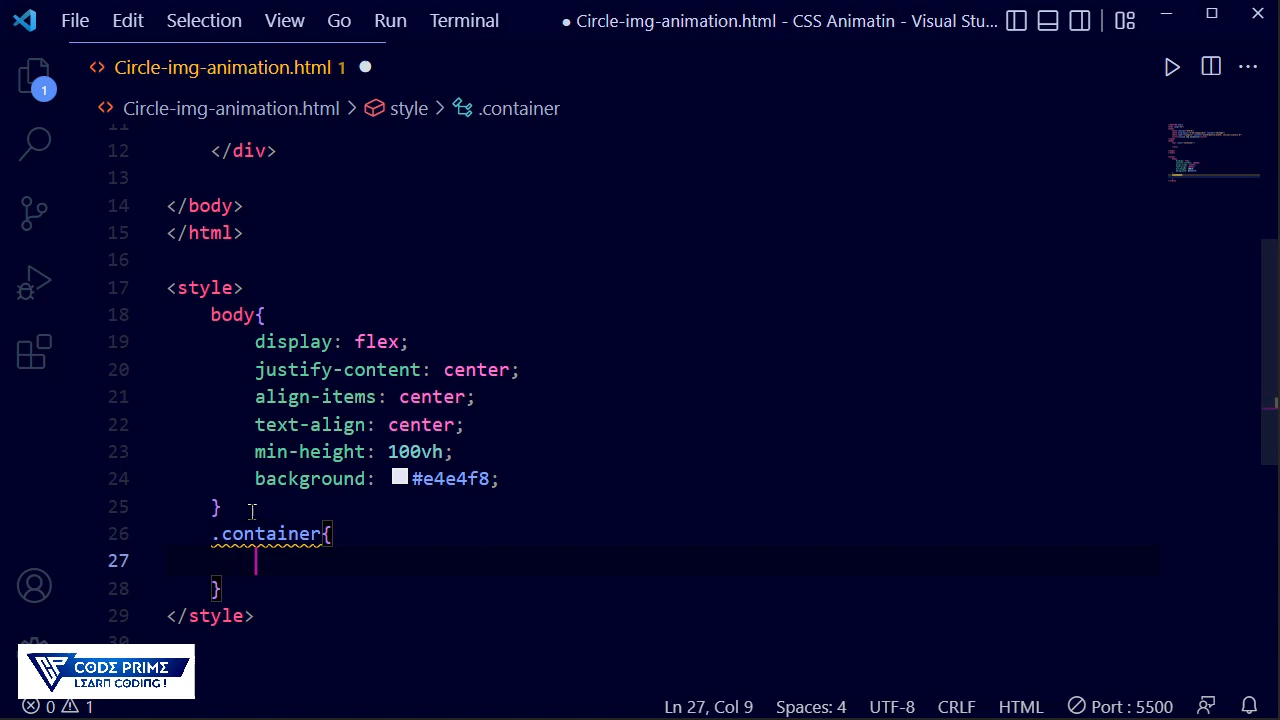 File Edit Selection View Go Run Terminal ● Circle-img-animation.html - CSS Animatin - Visual Stu...
<> Circle-img-animation.html 1 ●
1
<> Circle-img-animation.html > style > .container
11
12 </div>
13
14 </body>
15 </html>
16
17 <style>
18 body{
19 display: flex;
20 justify-content: center;
21 align-items: center;
22 text-align: center;
23 min-height: 100vh;
24 background: #e4e4f8;
25 }
26 .container{
27
28 }
29 </style>
30
CODE PRIME
LEARN CODING !
0 1 Ln 27, Col 9 Spaces: 4 UTF-8 CRLF HTML Port : 5500